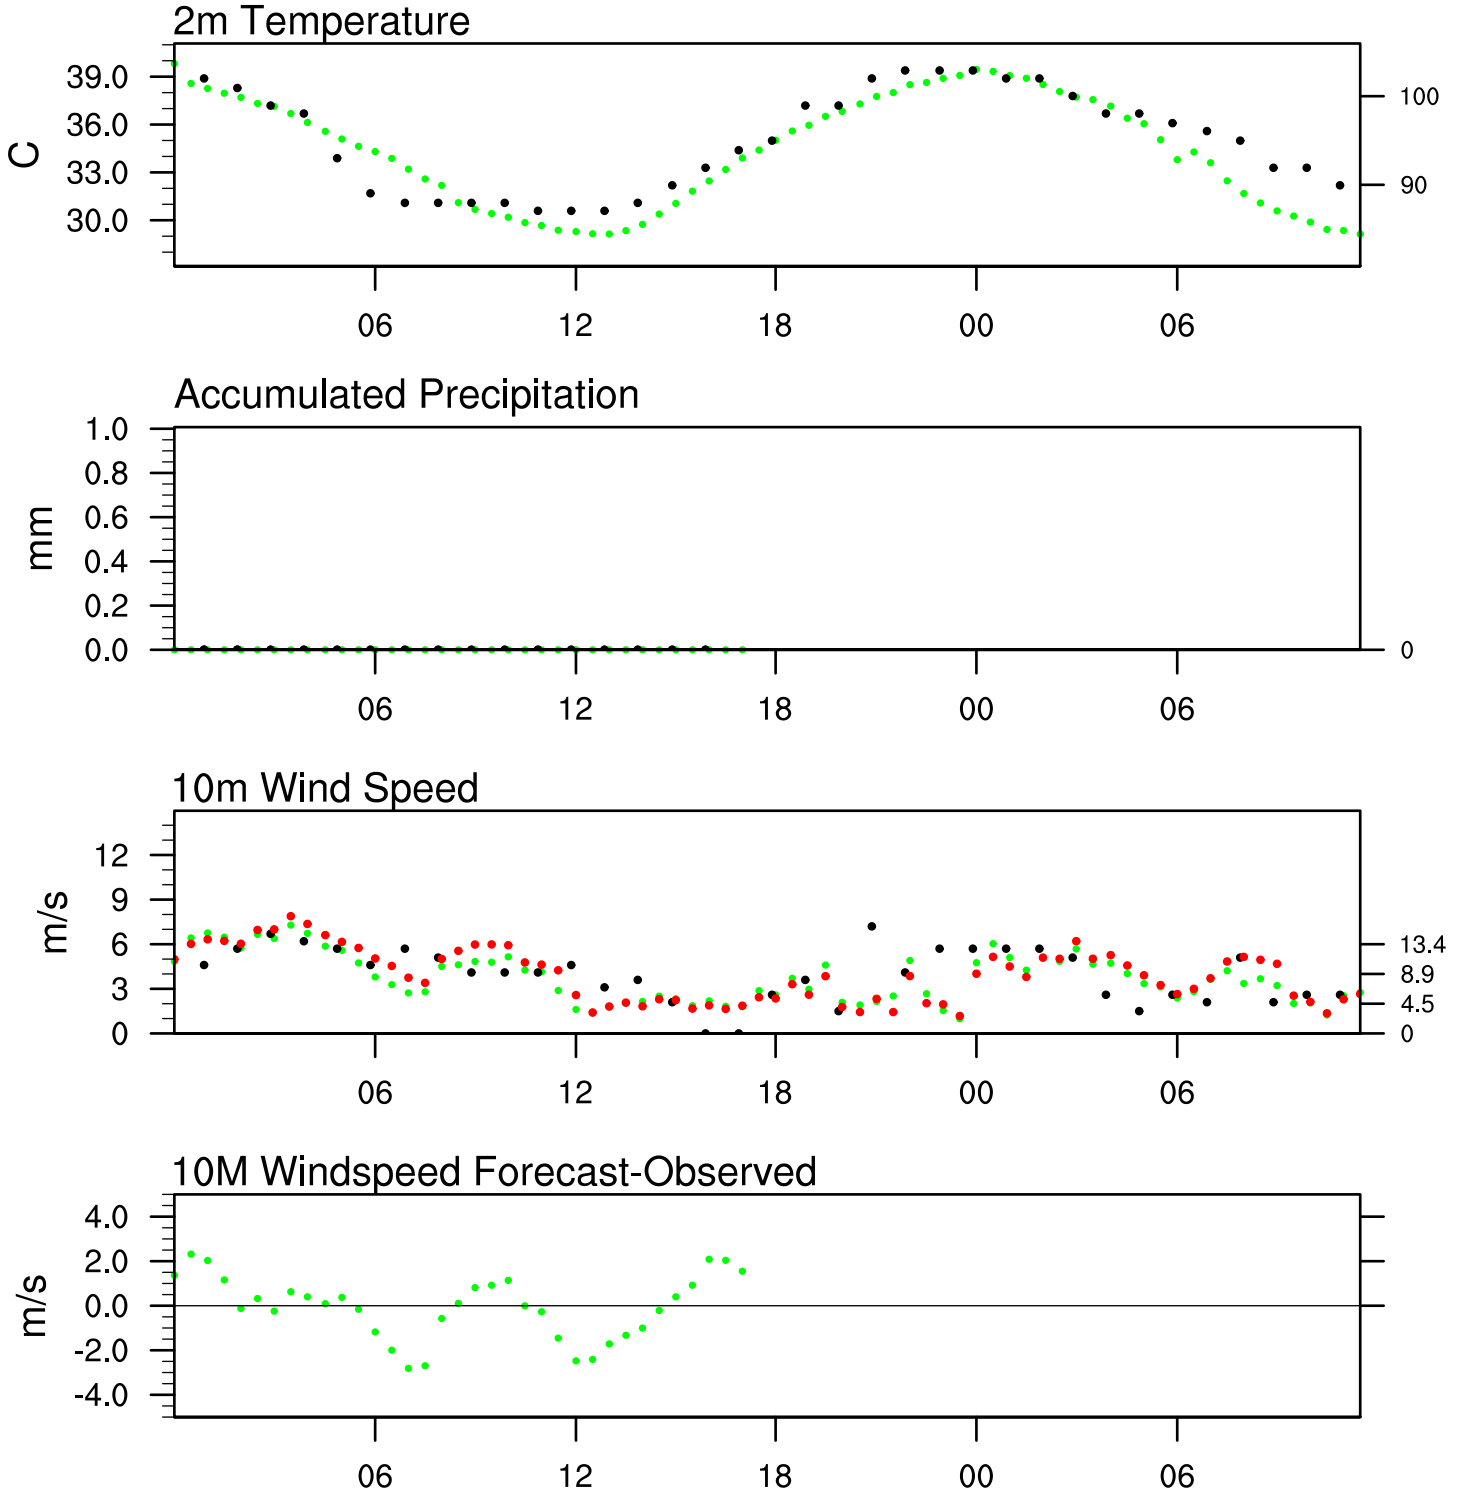 2m Temperature
39.0
36.0
33.0
30.0
C
100
90
06 12 18 00 06
Accumulated Precipitation
1.0
0.8
0.6
0.4
0.2
0.0
mm
0
06 12 18 00 06
10m Wind Speed
12
9
6
3
0
m/s
13.4
8.9
4.5
0
06 12 18 00 06
10M Windspeed Forecast-Observed
4.0
2.0
0.0
-2.0
-4.0
m/s
06 12 18 00 06